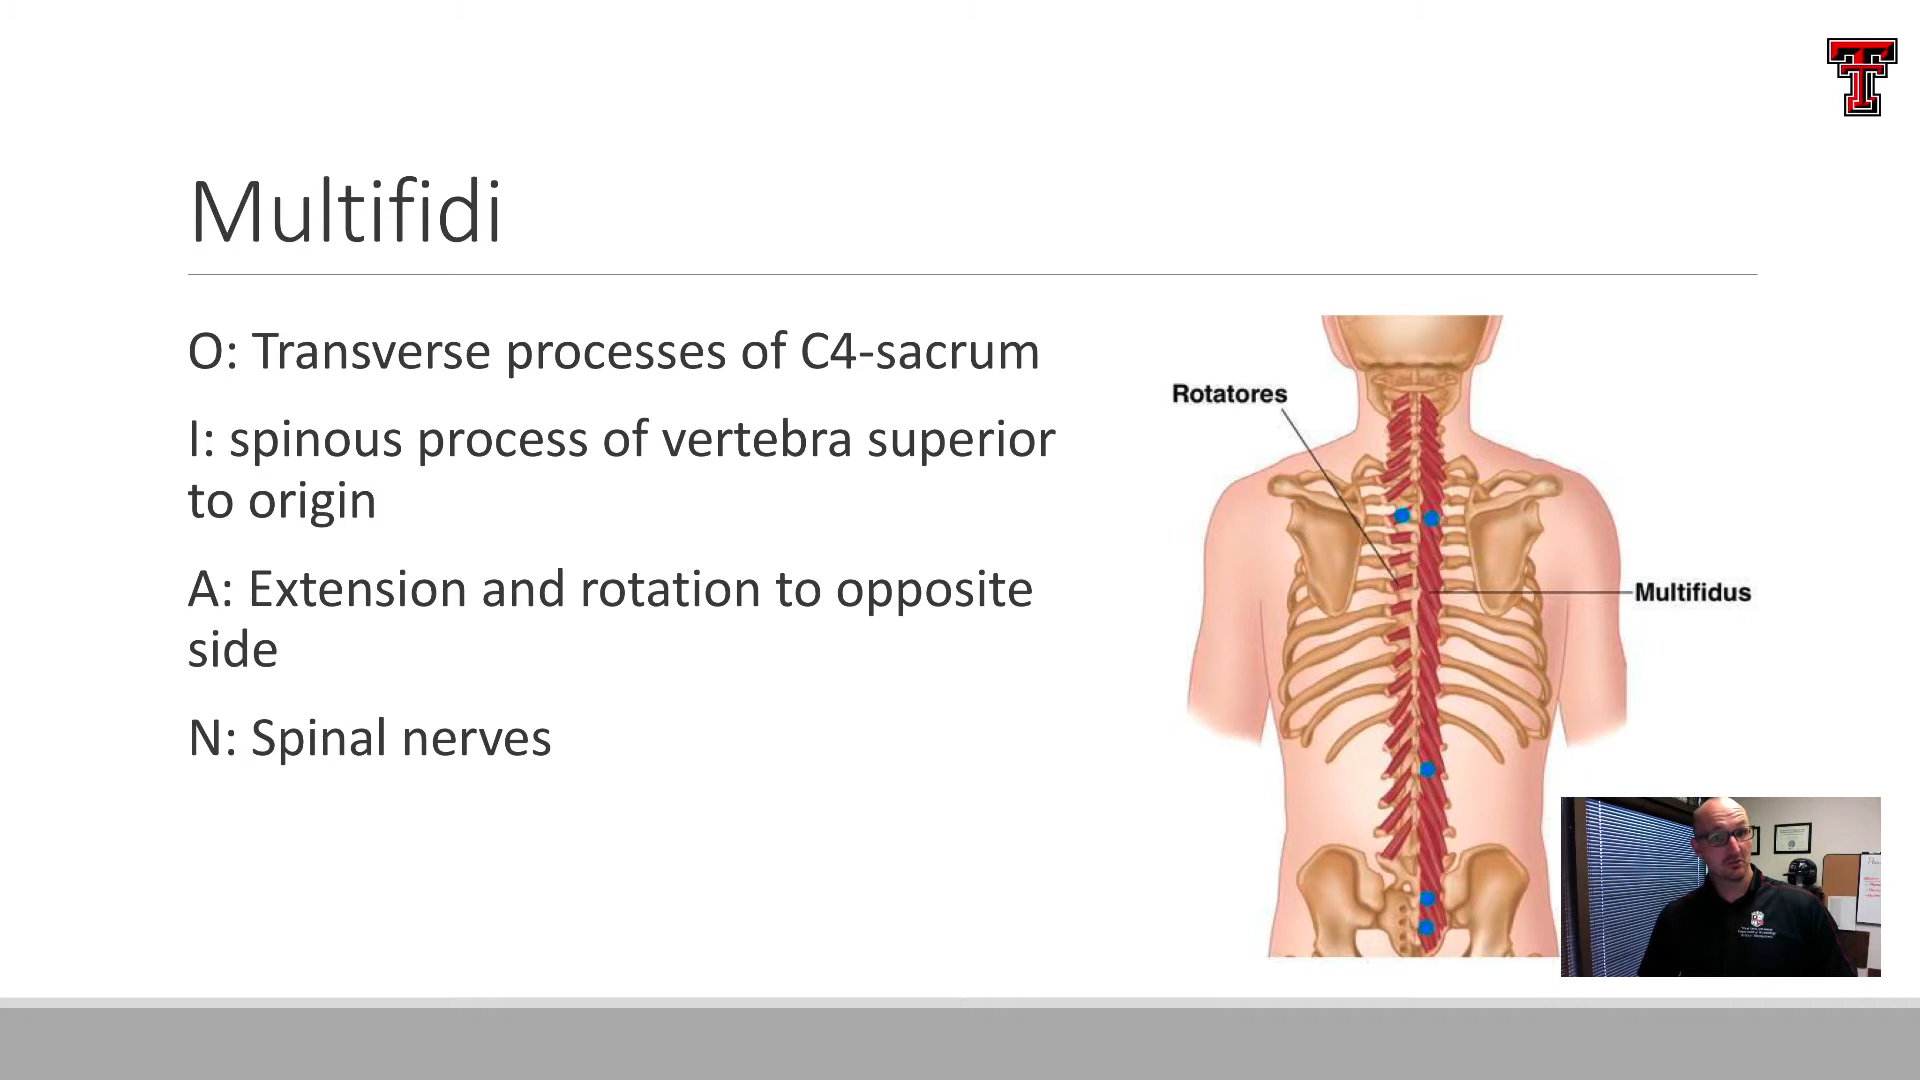 Multifidi
O: Transverse processes of C4-sacrum
I: spinous process of vertebra superior
to origin
A: Extension and rotation to opposite
side
N: Spinal nerves
Rotatores
Multifidus